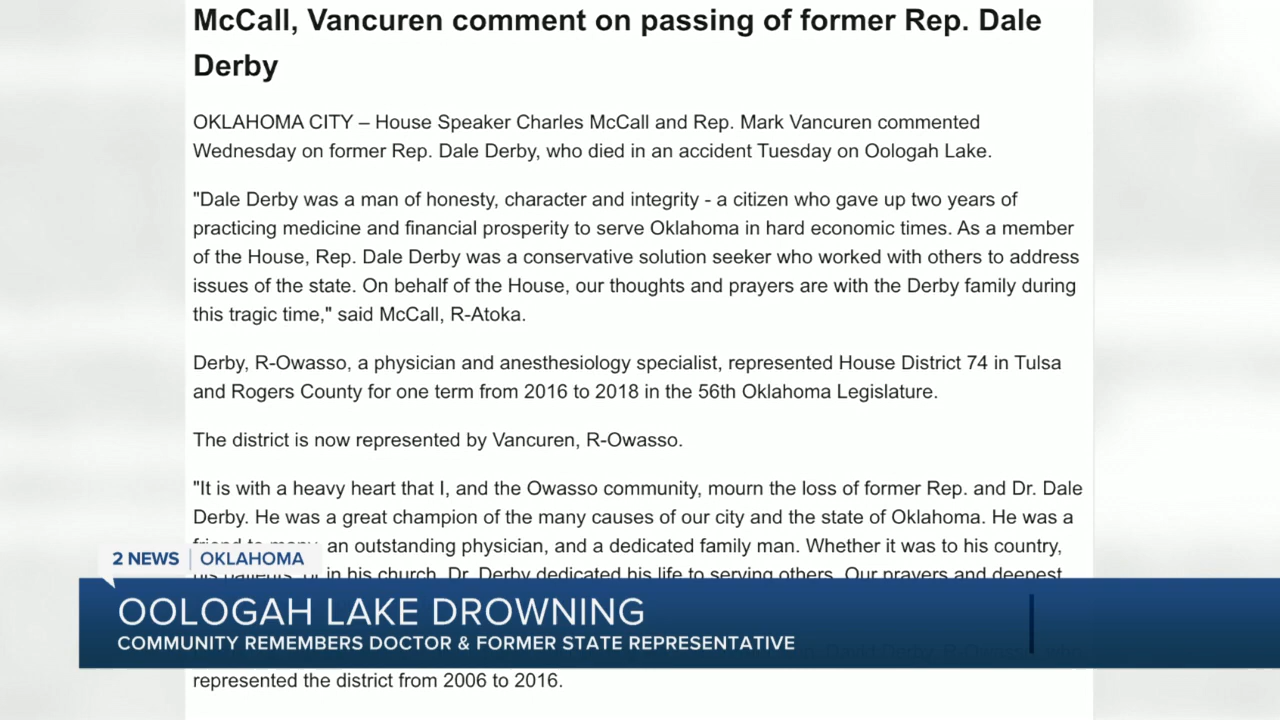 McCall, Vancuren comment on passing of former Rep. Dale
Derby
OKLAHOMA CITY – House Speaker Charles McCall and Rep. Mark Vancuren commented
Wednesday on former Rep. Dale Derby, who died in an accident Tuesday on Oologah Lake.
"Dale Derby was a man of honesty, character and integrity - a citizen who gave up two years of
practicing medicine and financial prosperity to serve Oklahoma in hard economic times. As a member
of the House, Rep. Dale Derby was a conservative solution seeker who worked with others to address
issues of the state. On behalf of the House, our thoughts and prayers are with the Derby family during
this tragic time," said McCall, R-Atoka.
Derby, R-Owasso, a physician and anesthesiology specialist, represented House District 74 in Tulsa
and Rogers County for one term from 2016 to 2018 in the 56th Oklahoma Legislature.
The district is now represented by Vancuren, R-Owasso.
"It is with a heavy heart that I, and the Owasso community, mourn the loss of former Rep. and Dr. Dale
Derby. He was a great champion of the many causes of our city and the state of Oklahoma. He was a
friend to many, an outstanding physician, and a dedicated family man. Whether it was to his country,
his patients, or in his church, Dr. Derby dedicated his life to serving others. Our prayers and deepest
2 NEWS | OKLAHOMA
OOLOGAH LAKE DROWNING
COMMUNITY REMEMBERS DOCTOR & FORMER STATE REPRESENTATIVE
represented the district from 2006 to 2016.